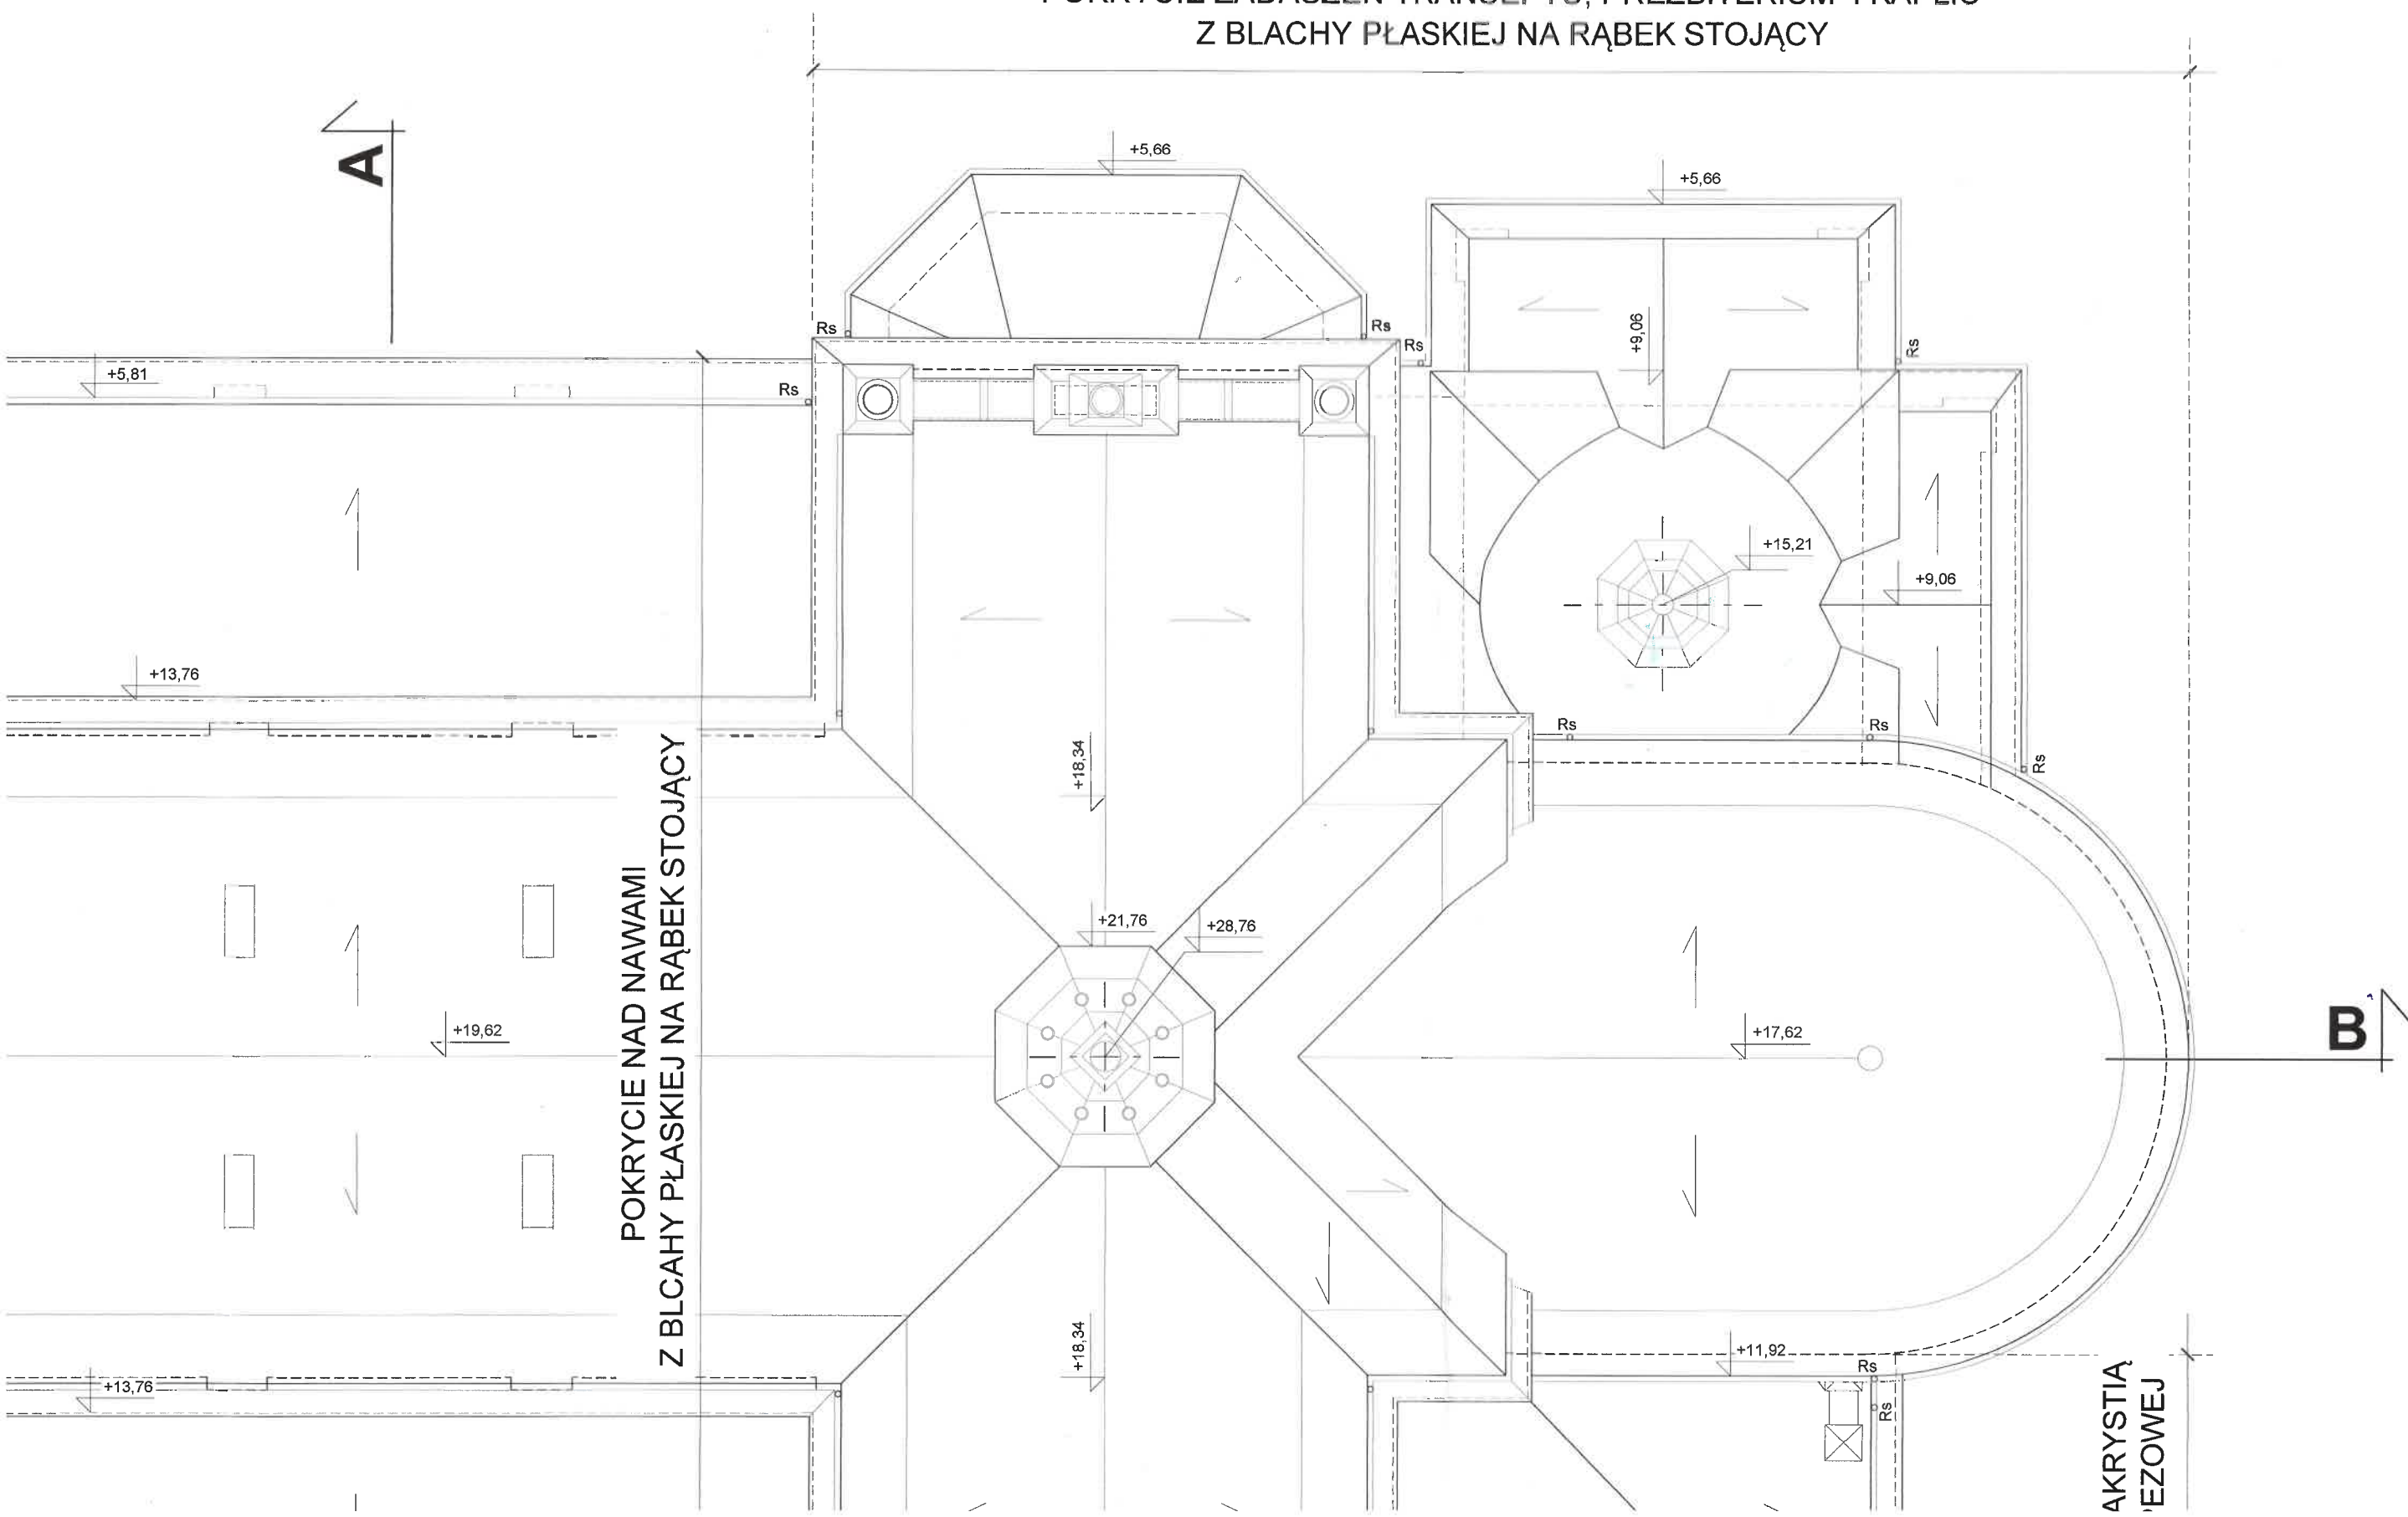 Z BLACHY PŁASKIEJ NA RĄBEK STOJĄCY
A
+5,66
+5,66
+9,06
Rs
Rs
Rs
Rs
+5,81
Rs
+15,21
+9,06
+13,76
Rs
Rs
Rs
+18,34
POKRYCIE NAD NAWAMI
Z BLCAHY PŁASKIEJ NA RĄBEK STOJĄCY
+21,76
+28,76
+19,62
+17,62
B
+18,34
+11,92
Rs
+13,76
Rs
AKRYSTIĄ
PEZOWEJ